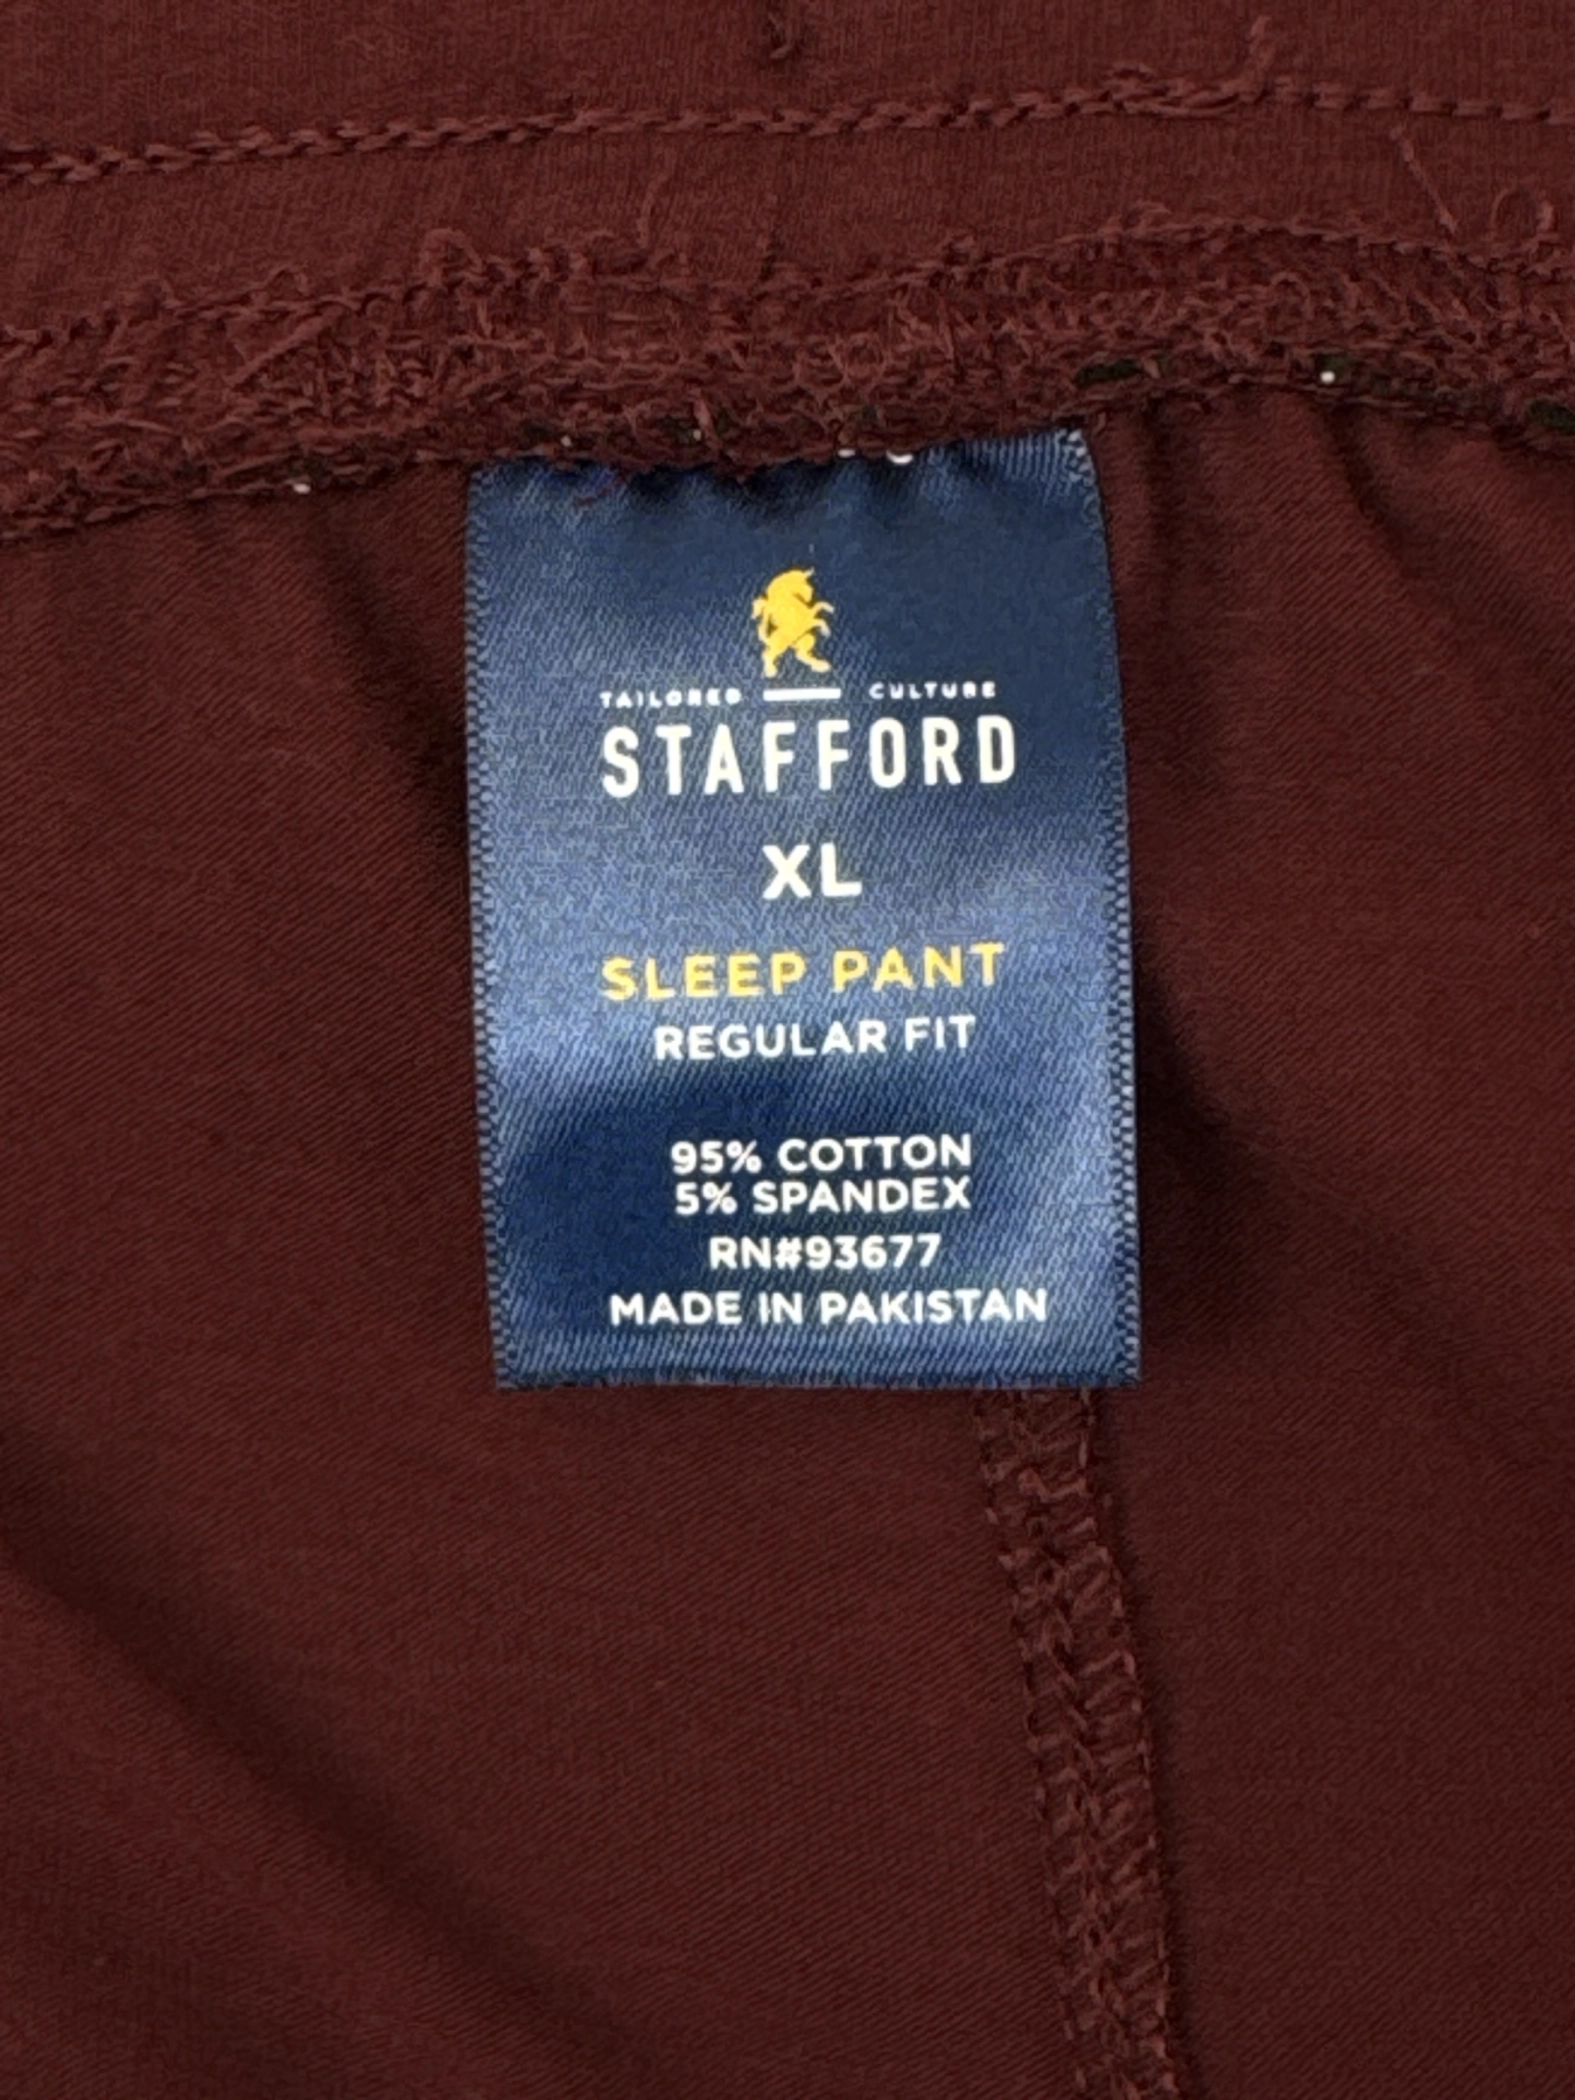 TAILORED CULTURE
STAFFORD
XL
SLEEP PANT
REGULAR FIT
95% COTTON
5% SPANDEX
RN#93677
MADE IN PAKISTAN